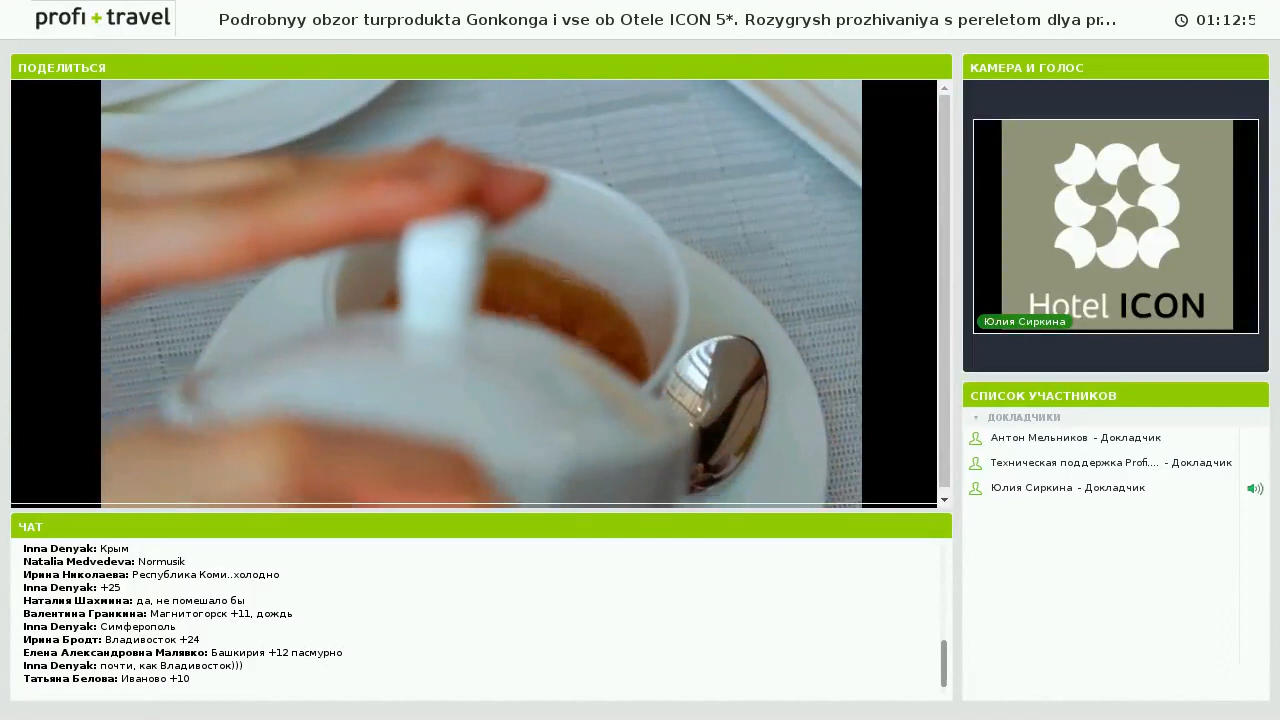 profi + travel
Podrobnyy obzor turprodukta Gonkonga i vse ob Otele ICON 5*. Rozygrysh prozhivaniya s pereletom dlya pr...
01:12:5
ПОДЕЛИТЬСЯ
КАМЕРА И ГОЛОС
Hotel ICON
Юлия Сиркина
СПИСОК УЧАСТНИКОВ
ДОКЛАДЧИКИ
Антон Мельников - Докладчик
Техническая поддержка Profi.... - Докладчик
Юлия Сиркина - Докладчик
ЧАТ
Inna Denyak: Крым
Natalia Medvedeva: Normusik
Ирина Николаева: Республика Коми..холодно
Inna Denyak: +25
Наталия Шахмина: да, не помешало бы
Валентина Гранкина: Магнитогорск +11, дождь
Inna Denyak: Симферополь
Ирина Бродт: Владивосток +24
Елена Александровна Малявко: Башкирия +12 пасмурно
Inna Denyak: почти, как Владивосток)))
Татьяна Белова: Иваново +10